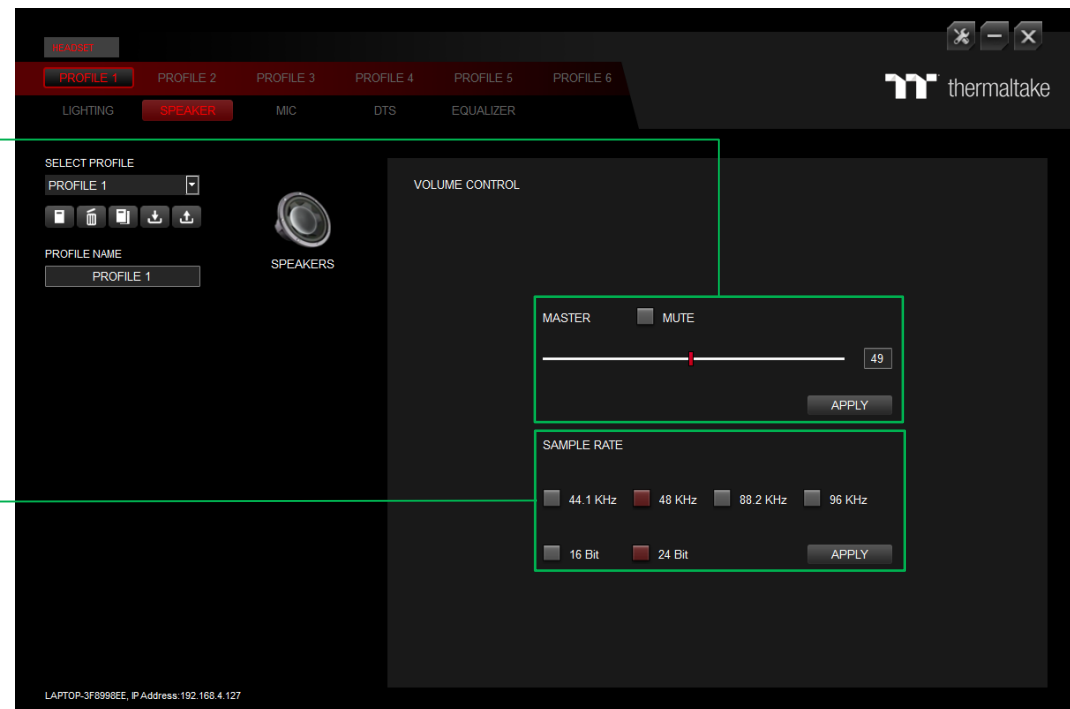 HEADSET
PROFILE 1 PROFILE 2 PROFILE 3 PROFILE 4 PROFILE 5 PROFILE 6
thermaltake
LIGHTING SPEAKER MIC DTS EQUALIZER
SELECT PROFILE
PROFILE 1
VOLUME CONTROL
PROFILE NAME
PROFILE 1
SPEAKERS
MASTER MUTE
49
APPLY
SAMPLE RATE
44.1 KHz 48 KHz 88.2 KHz 96 KHz
16 Bit 24 Bit APPLY
LAPTOP-3F8998EE, IP Address:192.168.4.127